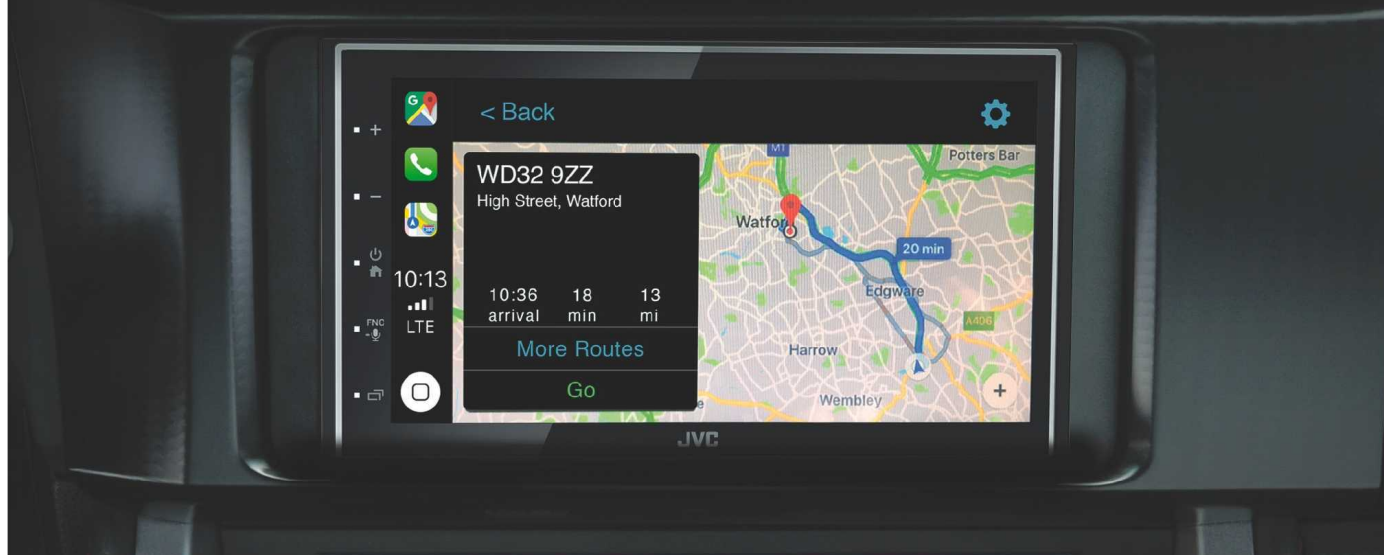 < Back
WD32 9ZZ
High Street, Watford
10:36 18 13
arrival min mi
More Routes
Go
10:13
LTE
FNC
M1
Potters Bar
Watford
20 min
Edgware
A406
Harrow
Wembley
JVC